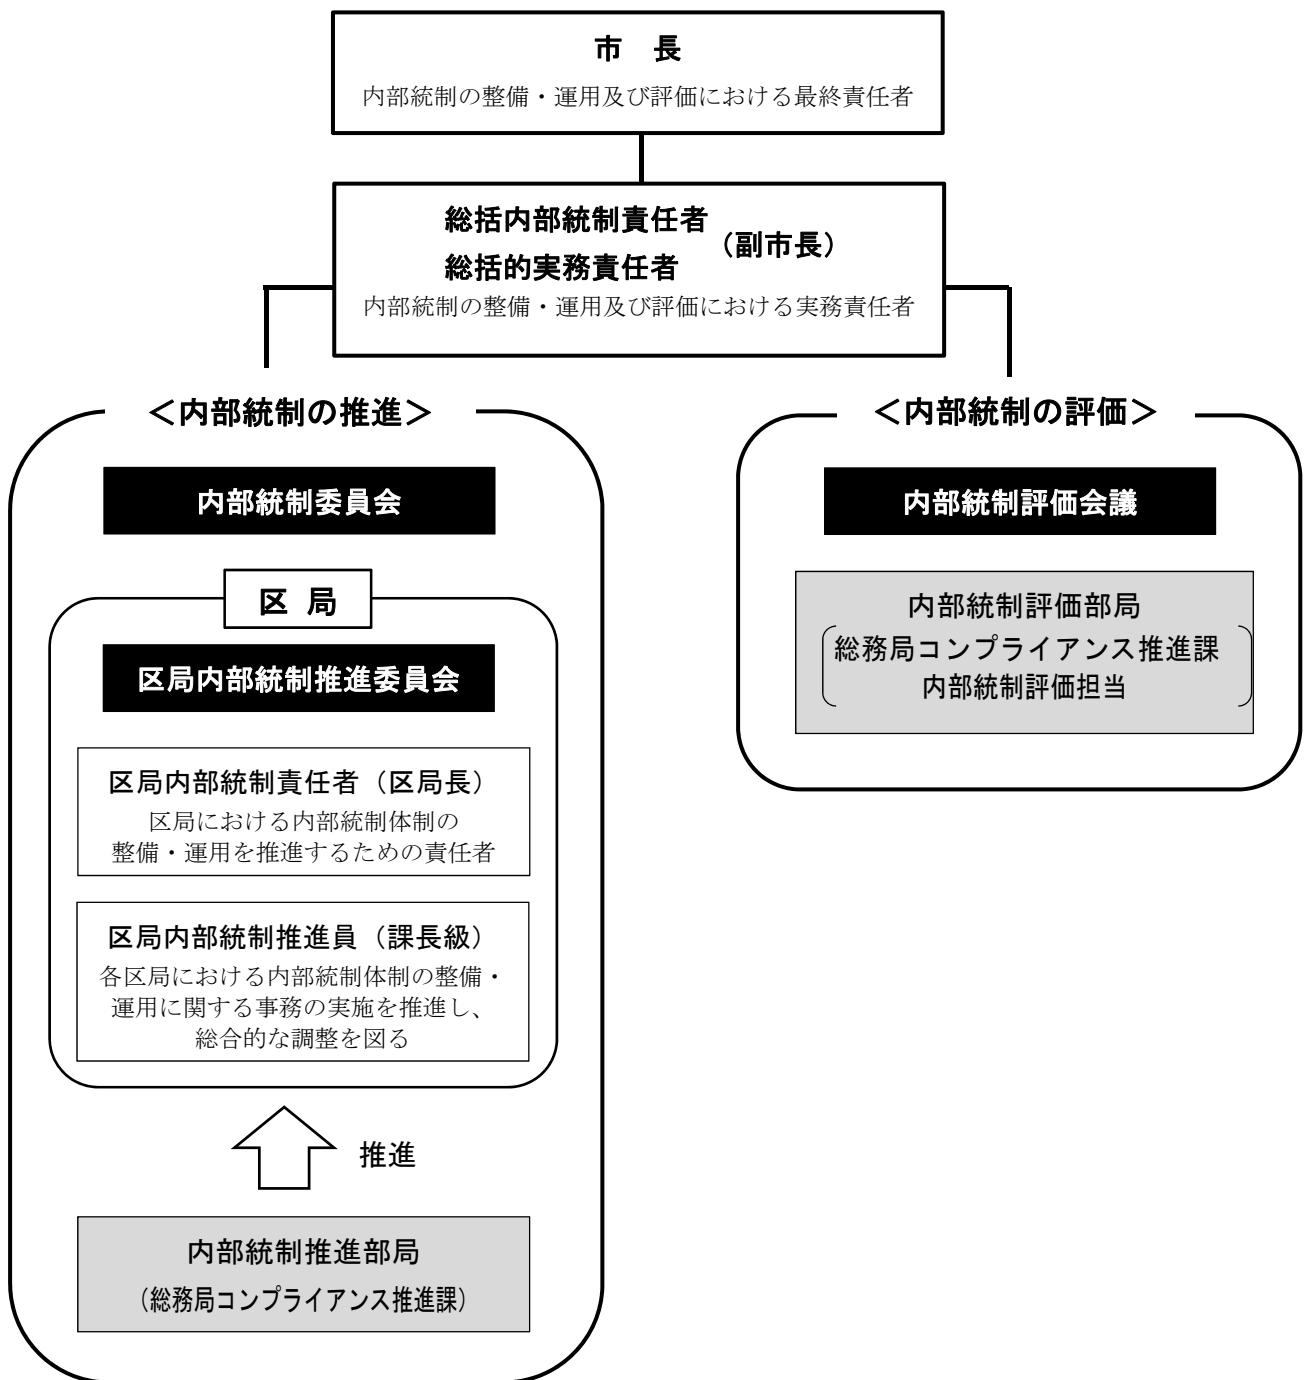 市 長
内部統制の整備・運用及び評価における最終責任者
総括内部統制責任者
総括的実務責任者
（副市長）
内部統制の整備・運用及び評価における実務責任者
＜内部統制の推進＞
内部統制委員会
区 局
区局内部統制推進委員会
区局内部統制責任者（区局長）
区局における内部統制体制の
整備・運用を推進するための責任者
区局内部統制推進員（課長級）
各区局における内部統制体制の整備・
運用に関する事務の実施を推進し、
総合的な調整を図る
推進
内部統制推進部局
（総務局コンプライアンス推進課）
＜内部統制の評価＞
内部統制評価会議
内部統制評価部局
総務局コンプライアンス推進課
内部統制評価担当